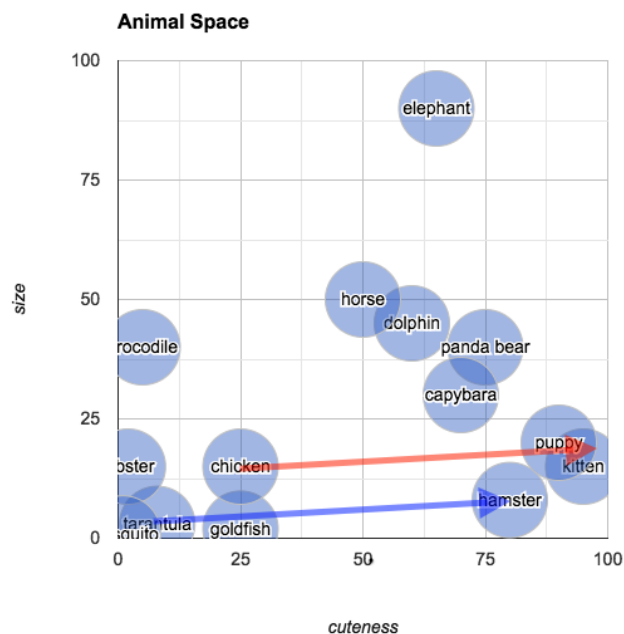 Animal Space
100
elephant
75
size
50
horse
dolphin
rocodile
panda bear
capybara
25
puppy
bster
chicken
kitten
hamster
tarantula
goldfish
squito
0
0
25
50
75
100
cuteness